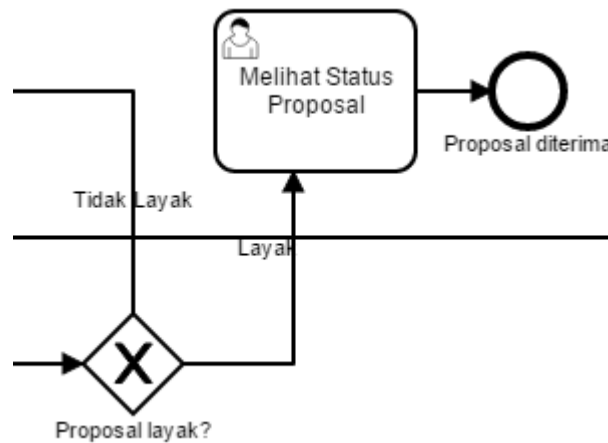 Melihat Status
Proposal
Proposal diterima
Tidak Layak
Layak
X
Proposal layak?